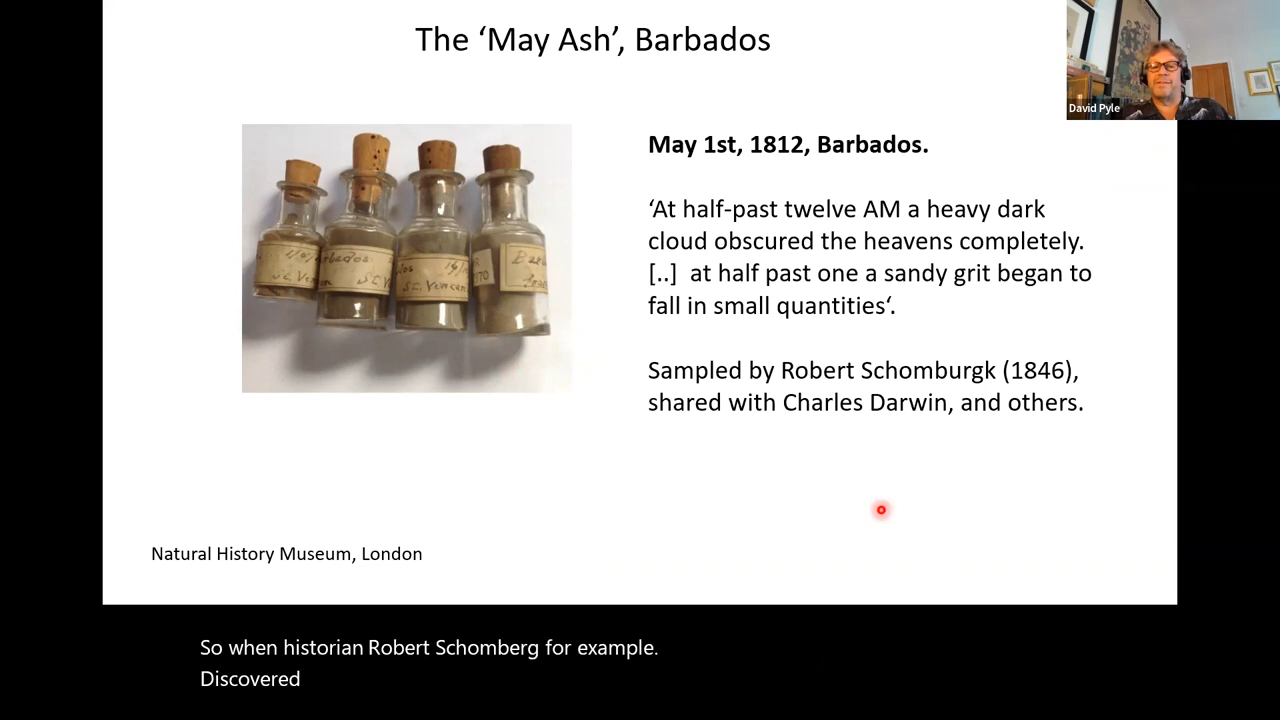 The ‘May Ash’, Barbados
David Pyle
May 1st, 1812, Barbados.
‘At half-past twelve AM a heavy dark
cloud obscured the heavens completely.
[..] at half past one a sandy grit began to
fall in small quantities‘.
Sampled by Robert Schomburgk (1846),
shared with Charles Darwin, and others.
Natural History Museum, London
So when historian Robert Schomberg for example.
Discovered